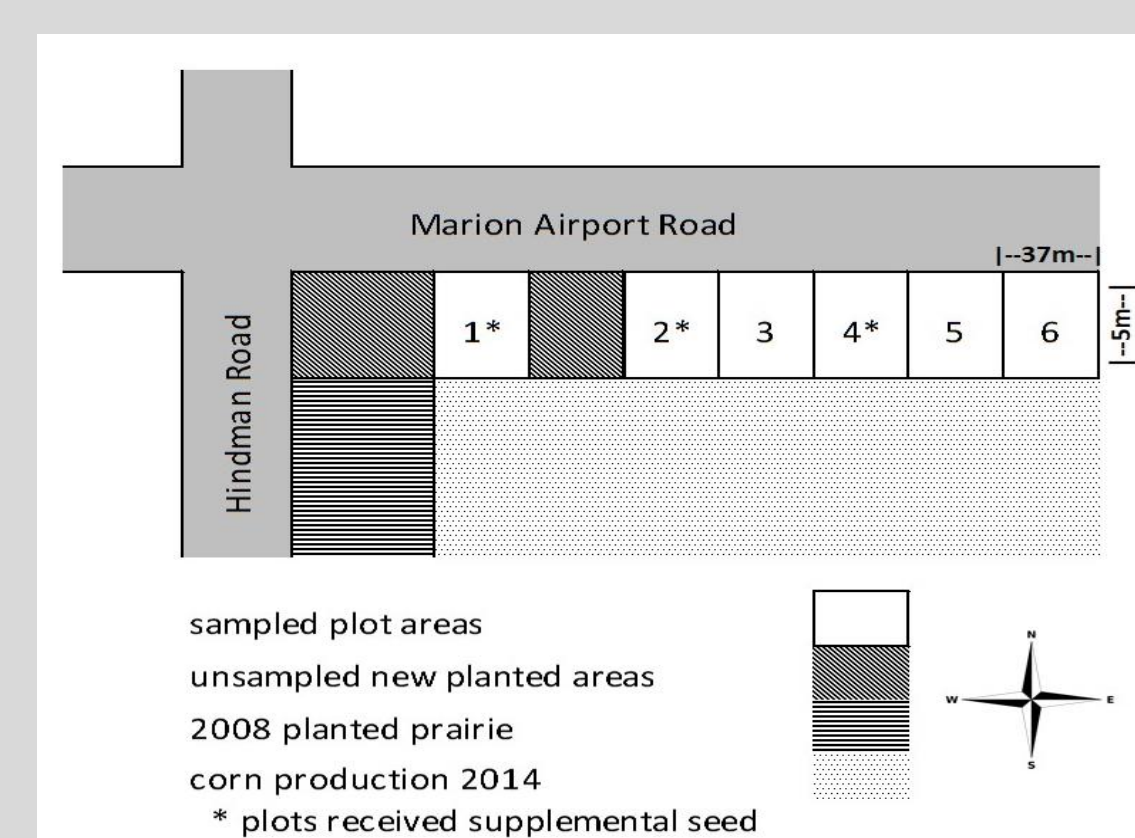 Marion Airport Road
|--37m--|
Hindman Road
1*
2*
3
4*
5
6
|--5m--|
sampled plot areas
unsampled new planted areas
2008 planted prairie
corn production 2014
* plots received supplemental seed
N
W
E
S